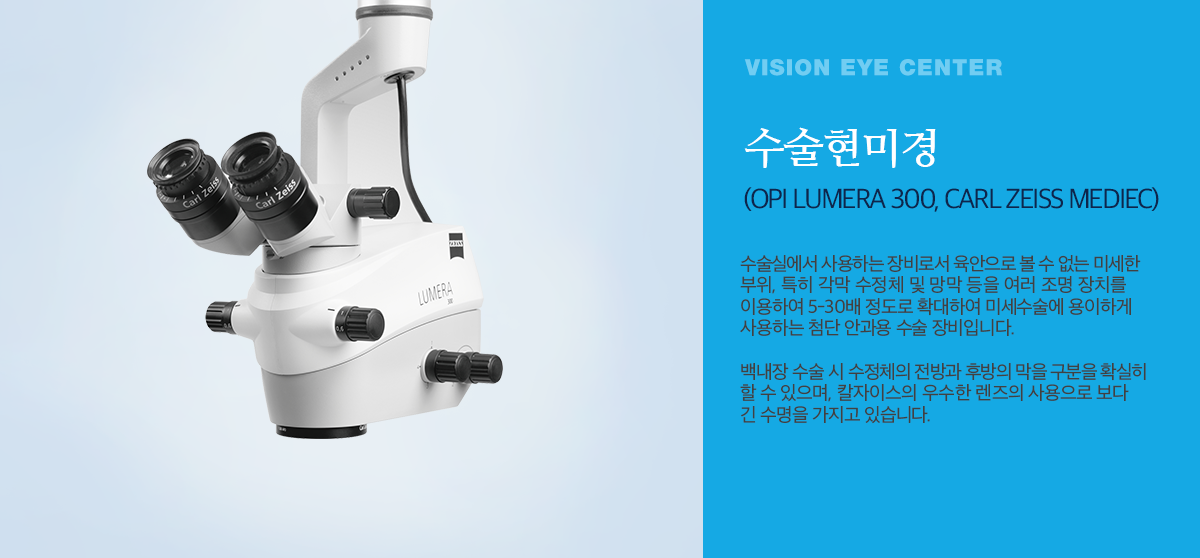 VISION EYE CENTER
수술현미경
(OPI LUMERA 300, CARL ZEISS MEDIEC)
수술실에서 사용하는 장비로서 육안으로 볼 수 없는 미세한
부위, 특히 각막 수정체 및 망막 등을 여러 조명 장치를
이용하여 5-30배 정도로 확대하여 미세수술에 용이하게
사용하는 첨단 안과용 수술 장비입니다.
백내장 수술 시 수정체의 전방과 후방의 막을 구분을 확실히
할 수 있으며, 칼자이스의 우수한 렌즈의 사용으로 보다
긴 수명을 가지고 있습니다.
Carl Zeiss
Carl Zeiss
LUMERA
300
0,5